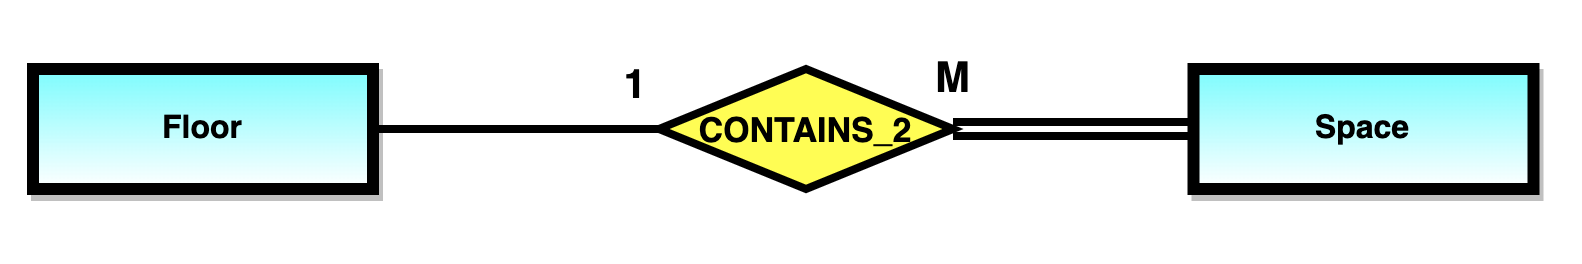 Floor
1
CONTAINS_2
M
Space